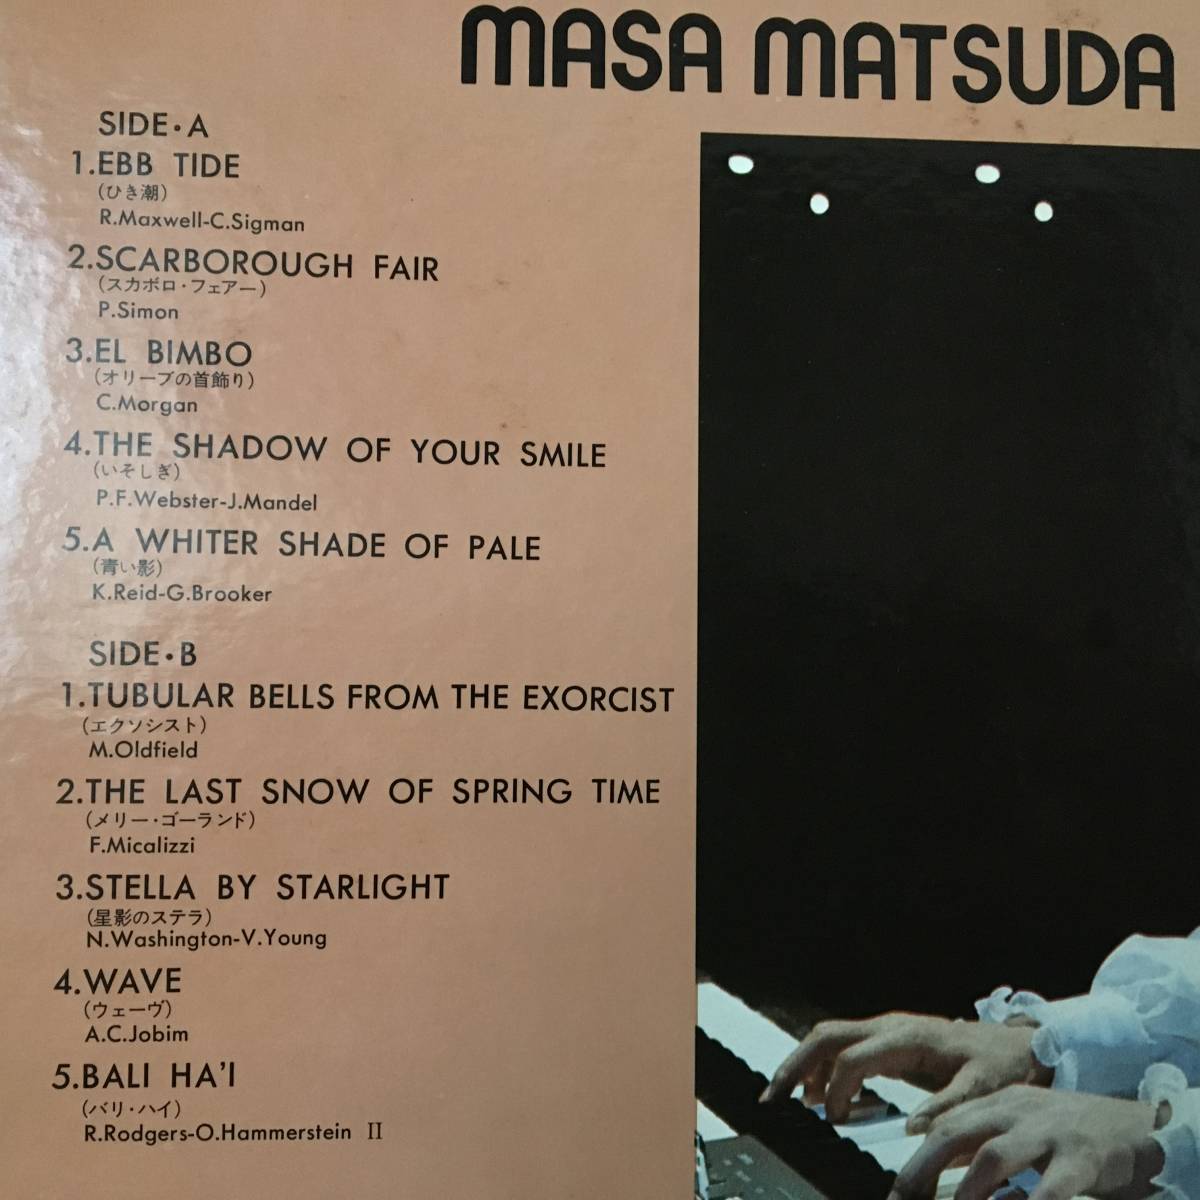 MASA MATSUDA
SIDE・A
1.EBB TIDE
(ひき潮)
R.Maxwell-C.Sigman
2.SCARBOROUGH FAIR
(スカボロ・フェアー)
P.Simon
3.EL BIMBO
(オリーブの首飾り)
C.Morgan
4.THE SHADOW OF YOUR SMILE
(いそしぎ)
P.F.Webster-J.Mandel
5.A WHITER SHADE OF PALE
(青い影)
K.Reid-G.Brooker
SIDE・B
1.TUBULAR BELLS FROM THE EXORCIST
(エクソシスト)
M.Oldfield
2.THE LAST SNOW OF SPRING TIME
(メリー・ゴーランド)
F.Micalizzi
3.STELLA BY STARLIGHT
(星影のステラ)
N.Washington-V.Young
4.WAVE
(ウェーヴ)
A.C.Jobim
5.BALI HA'I
(バリ・ハイ)
R.Rodgers-O.Hammerstein II